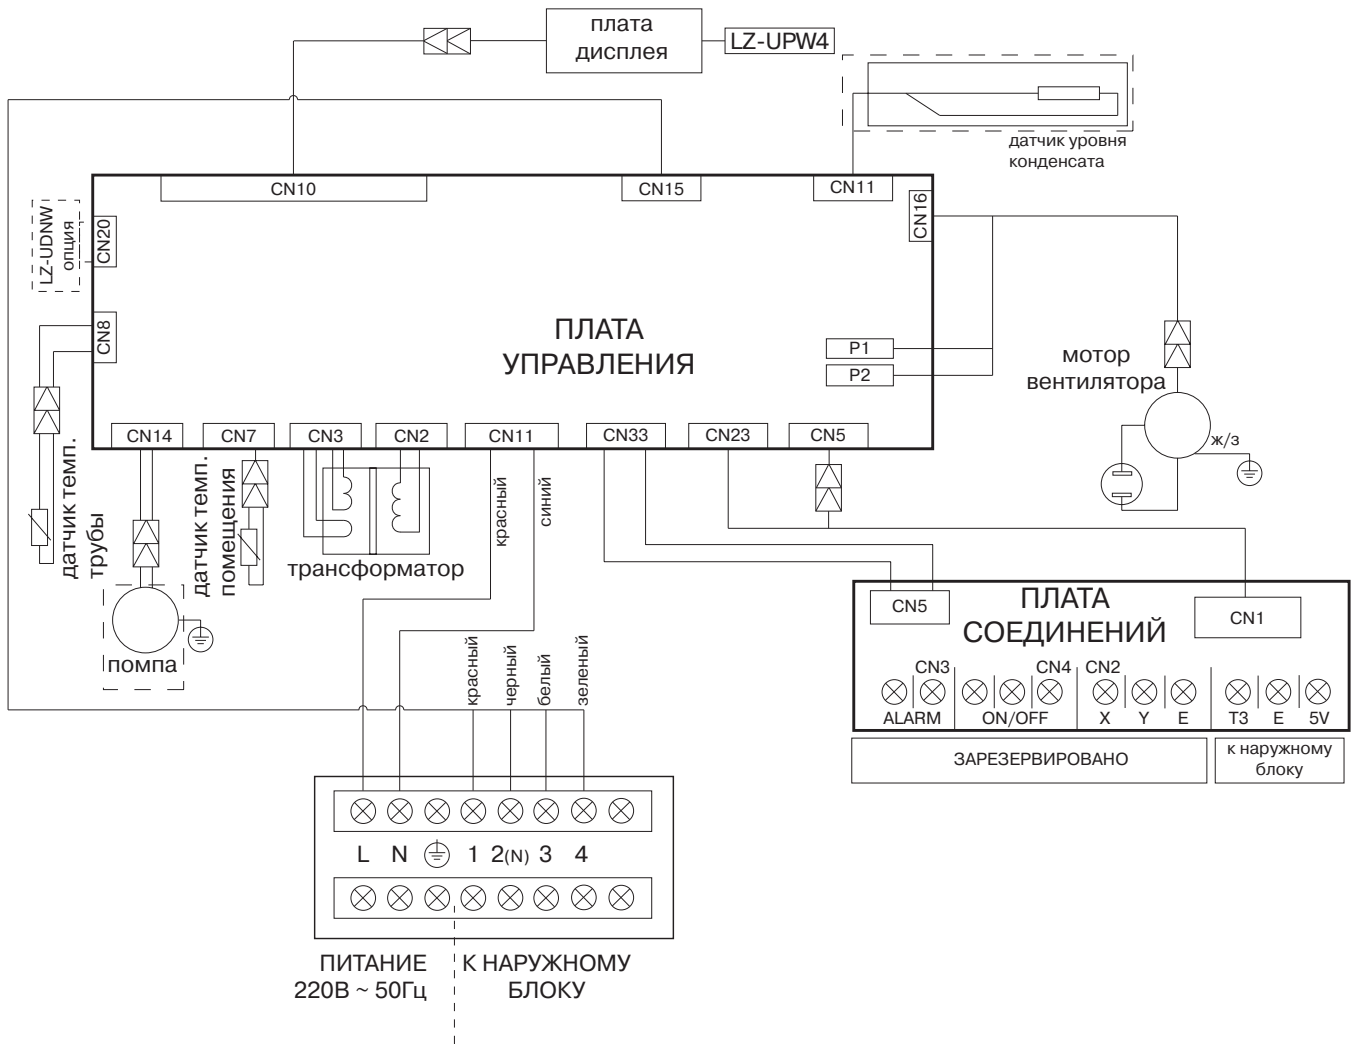 плата
дисплея
LZ-UPW4
датчик уровня
конденсата
CN10
CN15
CN11
CN16
LZ-UDNW
опция
CN20
CN8
ПЛАТА
УПРАВЛЕНИЯ
P1
P2
мотор
вентилятора
ж/з
CN14
CN7
CN3
CN2
CN11
CN33
CN23
CN5
датчик темп.
трубы
датчик темп.
помещения
трансформатор
красный
синий
помпа
красный
черный
белый
зеленый
ПЛАТА
СОЕДИНЕНИЙ
CN5
CN1
CN3
CN4
CN2
ALARM
ON/OFF
X
Y
E
T3
E
5V
ЗАРЕЗЕРВИРОВАНО
к наружному
блоку
L N 1 2(N) 3 4
ПИТАНИЕ
220В ~ 50Гц
К НАРУЖНОМУ
БЛОКУ